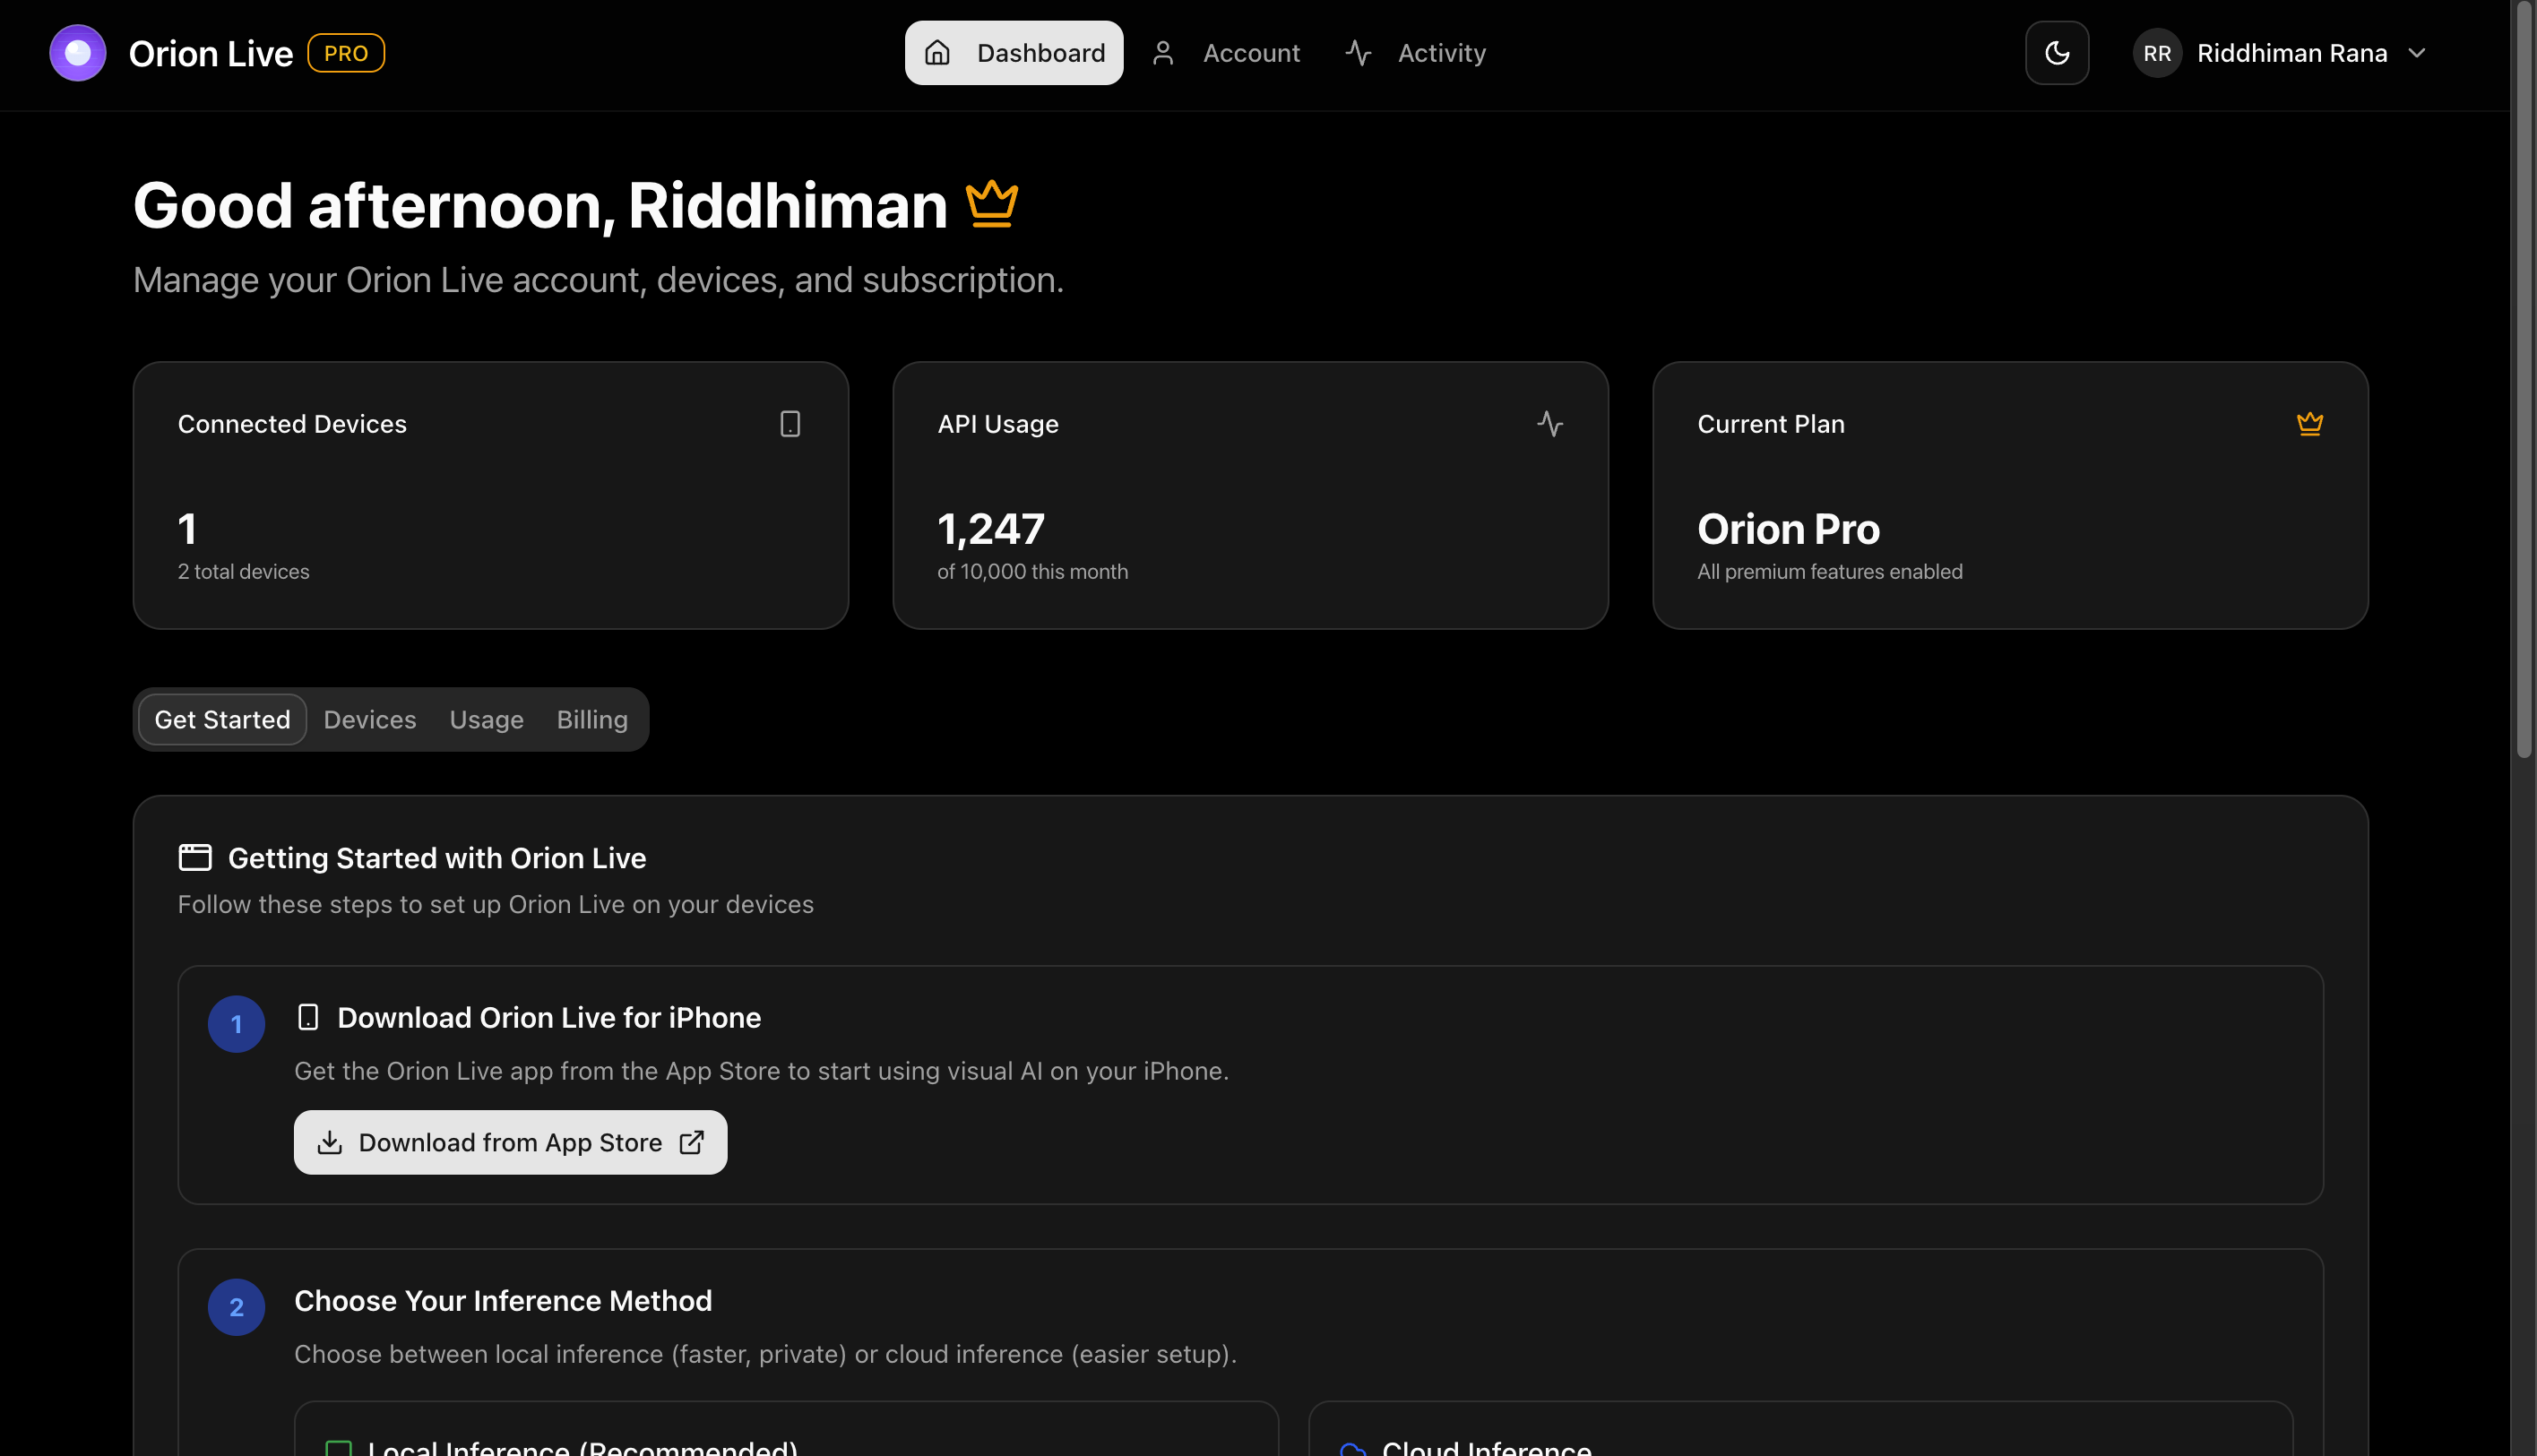 Orion Live PRO
Dashboard
Account
Activity
RR Riddhiman Rana
Good afternoon, Riddhiman
Manage your Orion Live account, devices, and subscription.
Connected Devices
1
2 total devices
API Usage
1,247
of 10,000 this month
Current Plan
Orion Pro
All premium features enabled
Get Started
Devices
Usage
Billing
Getting Started with Orion Live
Follow these steps to set up Orion Live on your devices
1
Download Orion Live for iPhone
Get the Orion Live app from the App Store to start using visual AI on your iPhone.
Download from App Store
2
Choose Your Inference Method
Choose between local inference (faster, private) or cloud inference (easier setup).
Local Inference (Recommended)
Cloud Inference